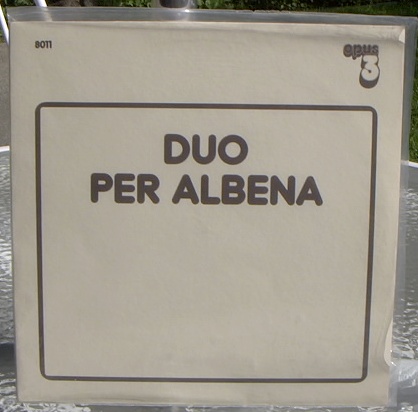 8011
opus
3
DUO
PER ALBENA